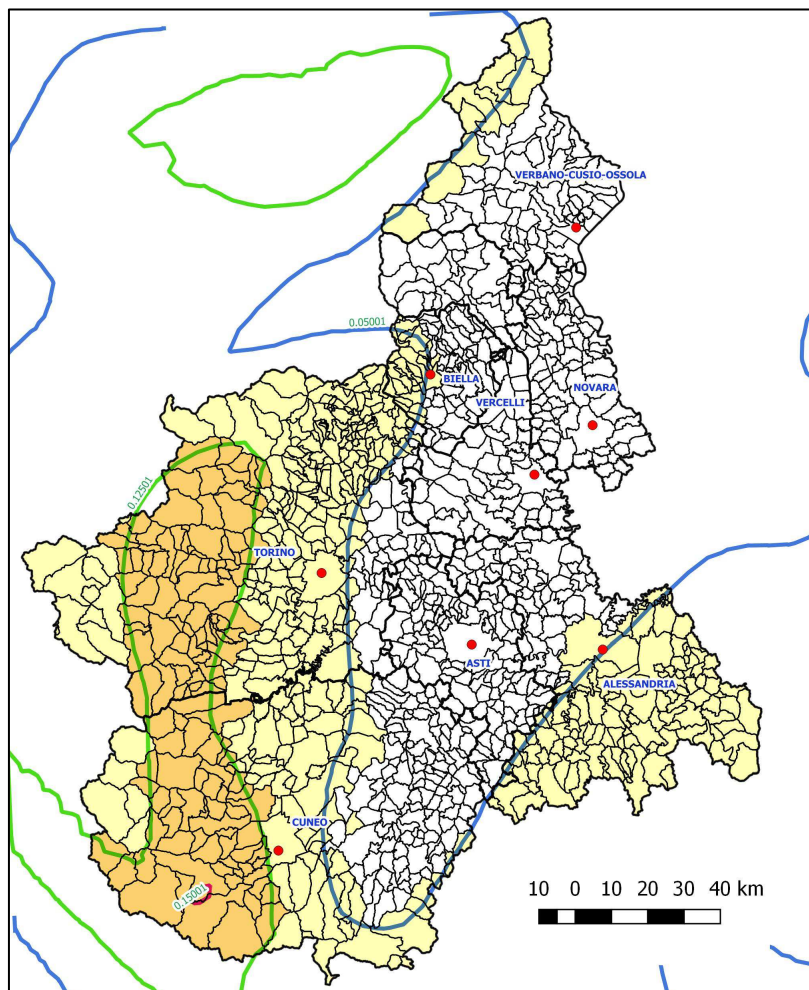 VERBANO-CUSIO-OSSOLA
0.05001
BIELLA
NOVARA
VERCELLI
0.12501
TORINO
ASTI
ALESSANDRIA
CUNEO
0.15001
10 0 10 20 30 40 km